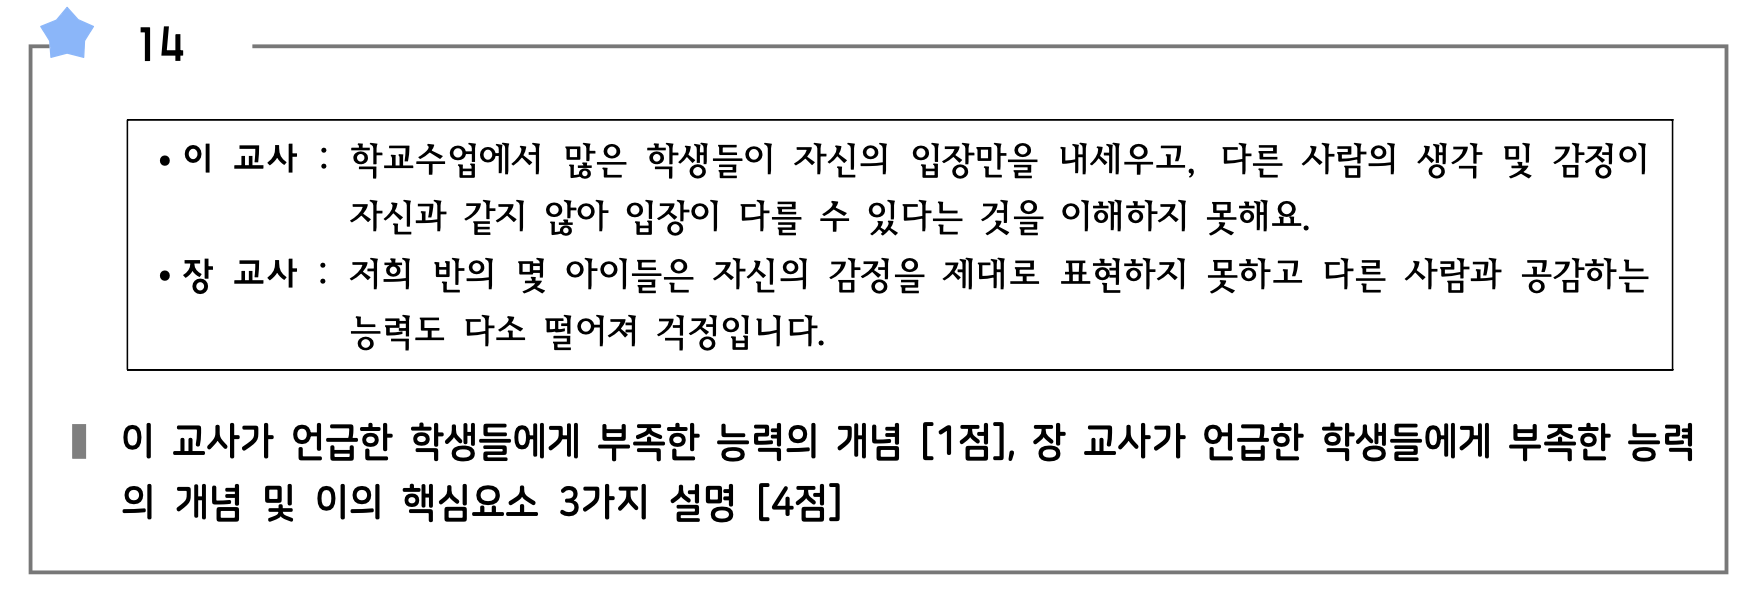 14
• 이 교사 : 학교수업에서 많은 학생들이 자신의 입장만을 내세우고, 다른 사람의 생각 및 감정이
자신과 같지 않아 입장이 다를 수 있다는 것을 이해하지 못해요.
• 장 교사 : 저희 반의 몇 아이들은 자신의 감정을 제대로 표현하지 못하고 다른 사람과 공감하는
능력도 다소 떨어져 걱정입니다.
이 교사가 언급한 학생들에게 부족한 능력의 개념 [1점], 장 교사가 언급한 학생들에게 부족한 능력
의 개념 및 이의 핵심요소 3가지 설명 [4점]